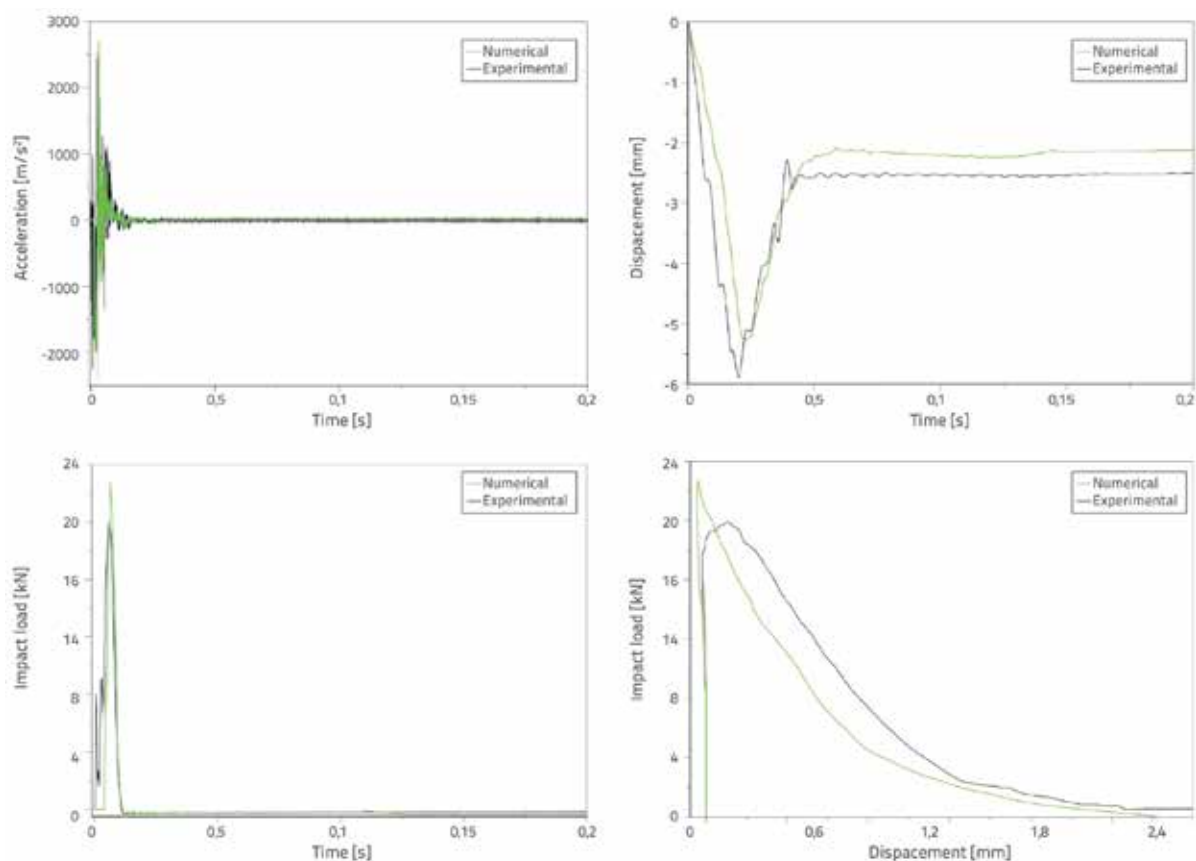 3000
2000
1000
0
-1000
-2000
Acceleration [m/s²]
Numerical
Experimental
0
0,5
0,1
0,15
0,2
Time [s]
0
-1
-2
-3
-4
-5
-6
Dispacement [mm]
Numerical
Experimental
0
0,5
0,1
0,15
0,2
Time [s]
24
20
16
14
8
4
0
Impact load [kN]
Numerical
Experimental
0
0,5
0,1
0,15
0,2
Time [s]
24
20
16
14
8
4
0
Impact load [kN]
Numerical
Experimental
0
0,6
1,2
1,8
2,4
Dispacement [mm]